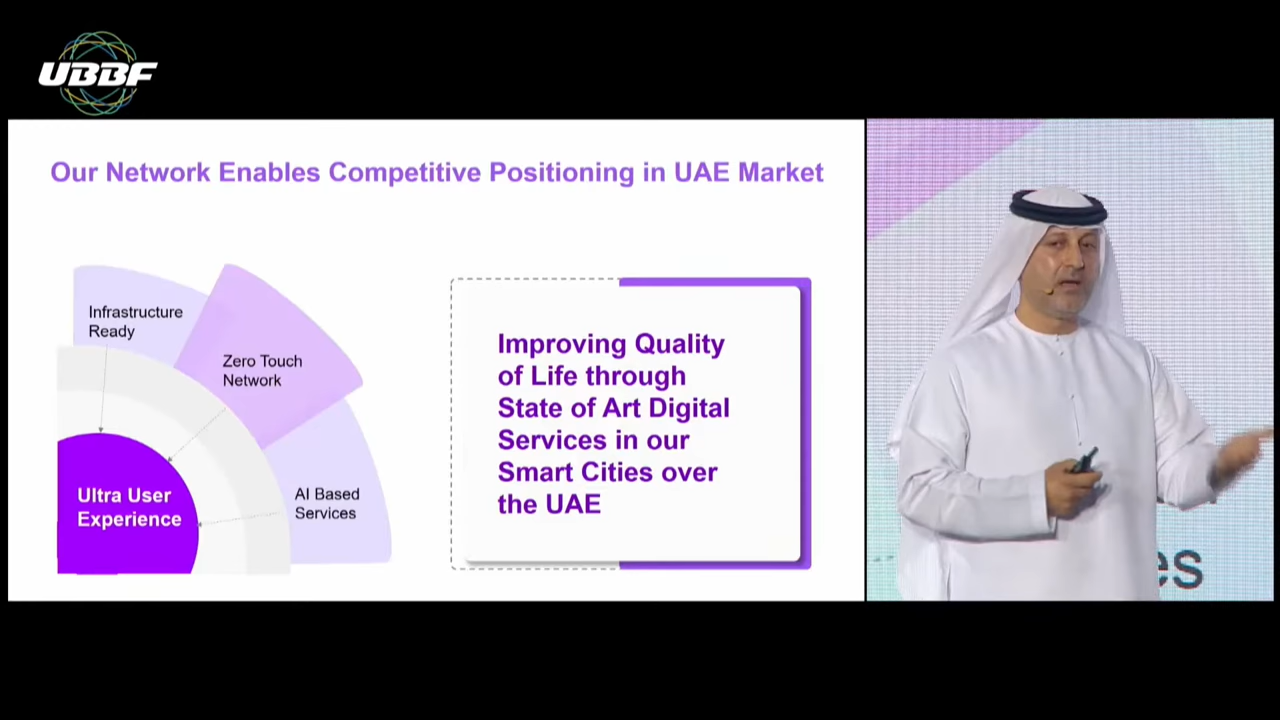 UBBF
Our Network Enables Competitive Positioning in UAE Market
Infrastructure
Ready
Zero Touch
Network
AI Based
Services
Ultra User
Experience
Improving Quality
of Life through
State of Art Digital
Services in our
Smart Cities over
the UAE